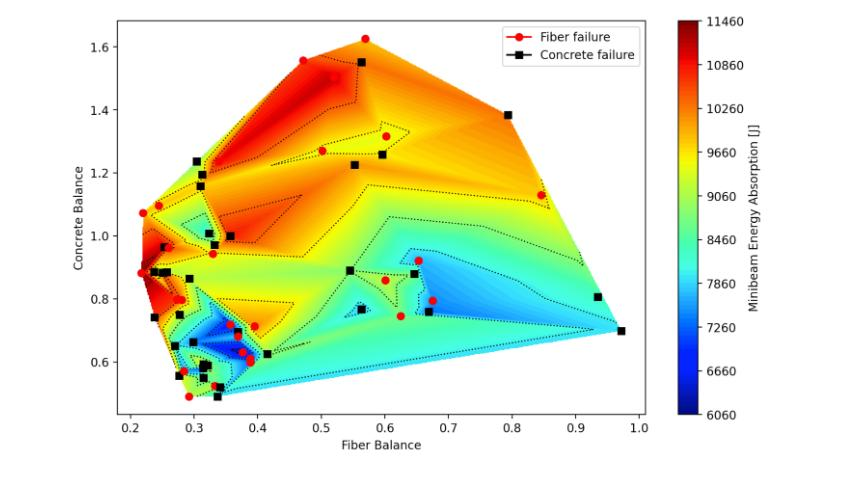 Fiber failure
Concrete failure
1.6
1.4
1.2
1.0
0.8
0.6
Concrete Balance
0.2 0.3 0.4 0.5 0.6 0.7 0.8 0.9 1.0
Fiber Balance
11460
10860
10260
9660
9060
8460
7860
7260
6660
6060
Minibeam Energy Absorption [J]